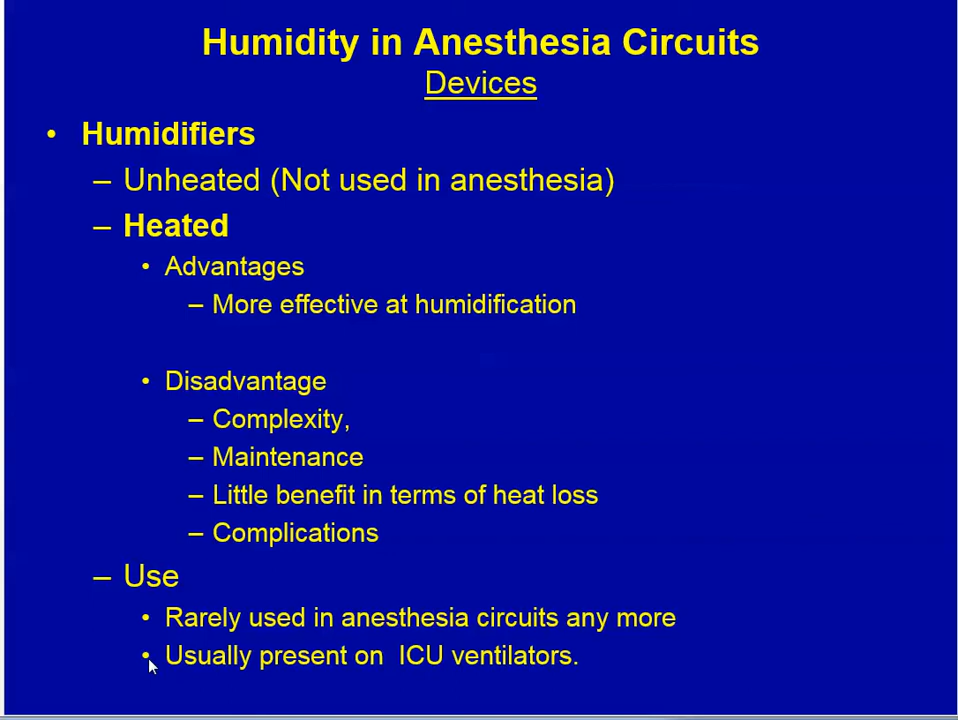 Humidity in Anesthesia Circuits
Devices
• Humidifiers
– Unheated (Not used in anesthesia)
– Heated
• Advantages
– More effective at humidification
• Disadvantage
– Complexity,
– Maintenance
– Little benefit in terms of heat loss
– Complications
– Use
• Rarely used in anesthesia circuits any more
• Usually present on  ICU ventilators.